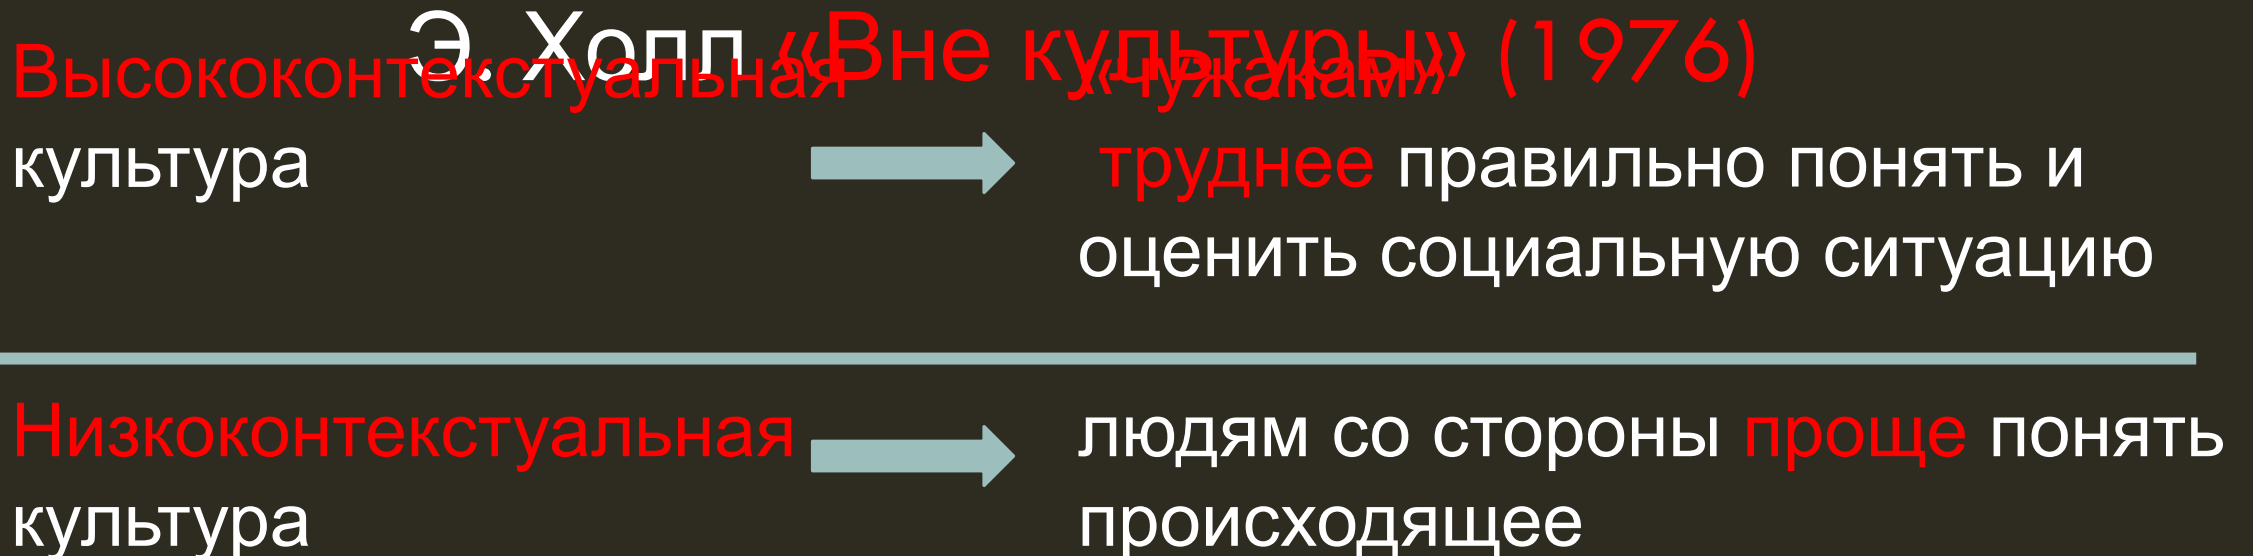 Э. Холл «Вне культуры» (1976)
Высококонтекстуальная
культура
«чужакам»
труднее правильно понять и
оценить социальную ситуацию
Низкоконтекстуальная
культура
людям со стороны проще понять
происходящее